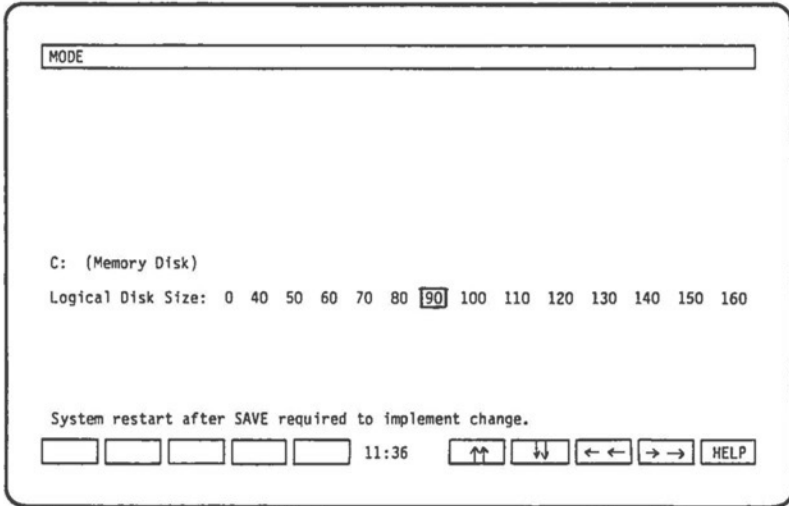 MODE
C: (Memory Disk)
Logical Disk Size: 0 40 50 60 70 80 90 100 110 120 130 140 150 160
System restart after SAVE required to implement change.
11:36 ↑↑ ↓↓ ← ← → → HELP